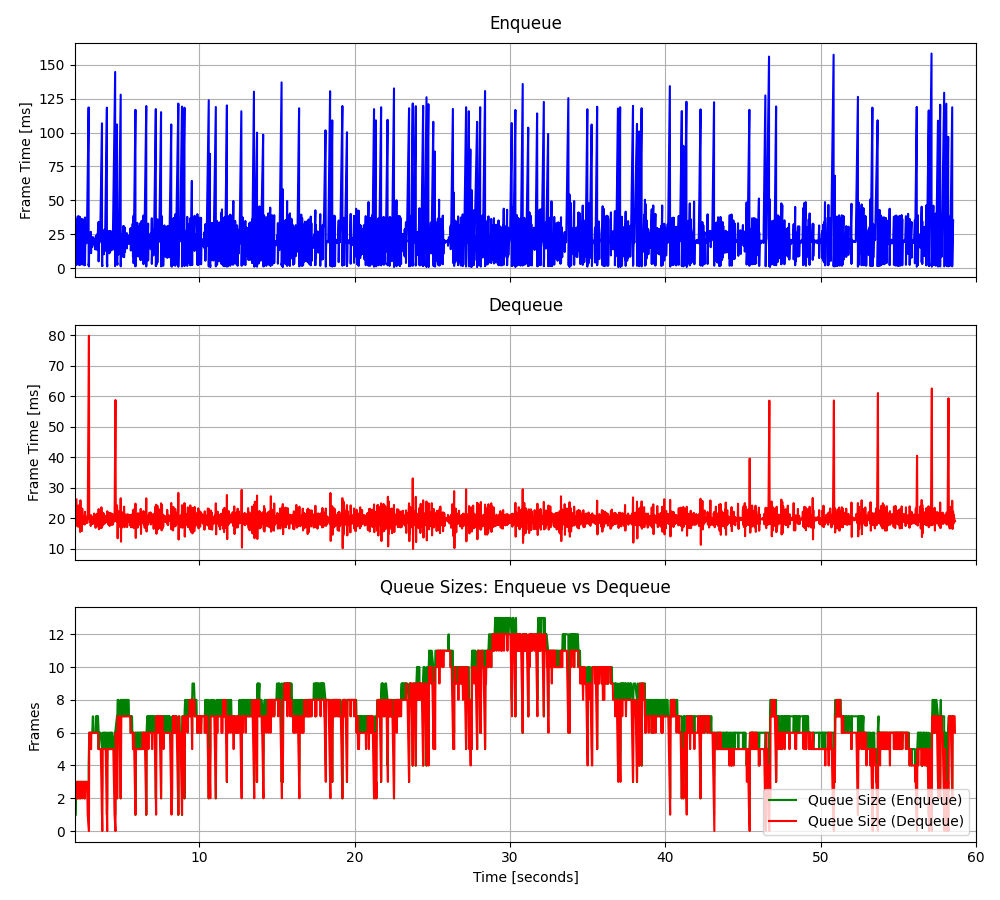 Enqueue
Frame Time [ms]
150
125
100
75
50
25
0
Dequeue
Frame Time [ms]
80
70
60
50
40
30
20
10
Queue Sizes: Enqueue vs Dequeue
Frames
12
10
8
6
4
2
0
Queue Size (Enqueue)
Queue Size (Dequeue)
10 20 30 40 50 60
Time [seconds]